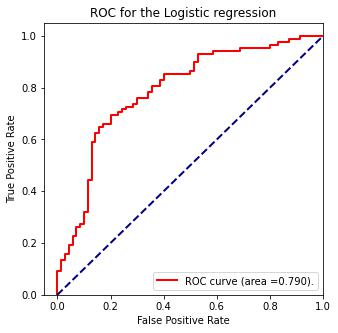 ROC for the Logistic regression
True Positive Rate
1.0
0.8
0.6
0.4
0.2
0.0
ROC curve (area =0.790).
0.0 0.2 0.4 0.6 0.8 1.0
False Positive Rate